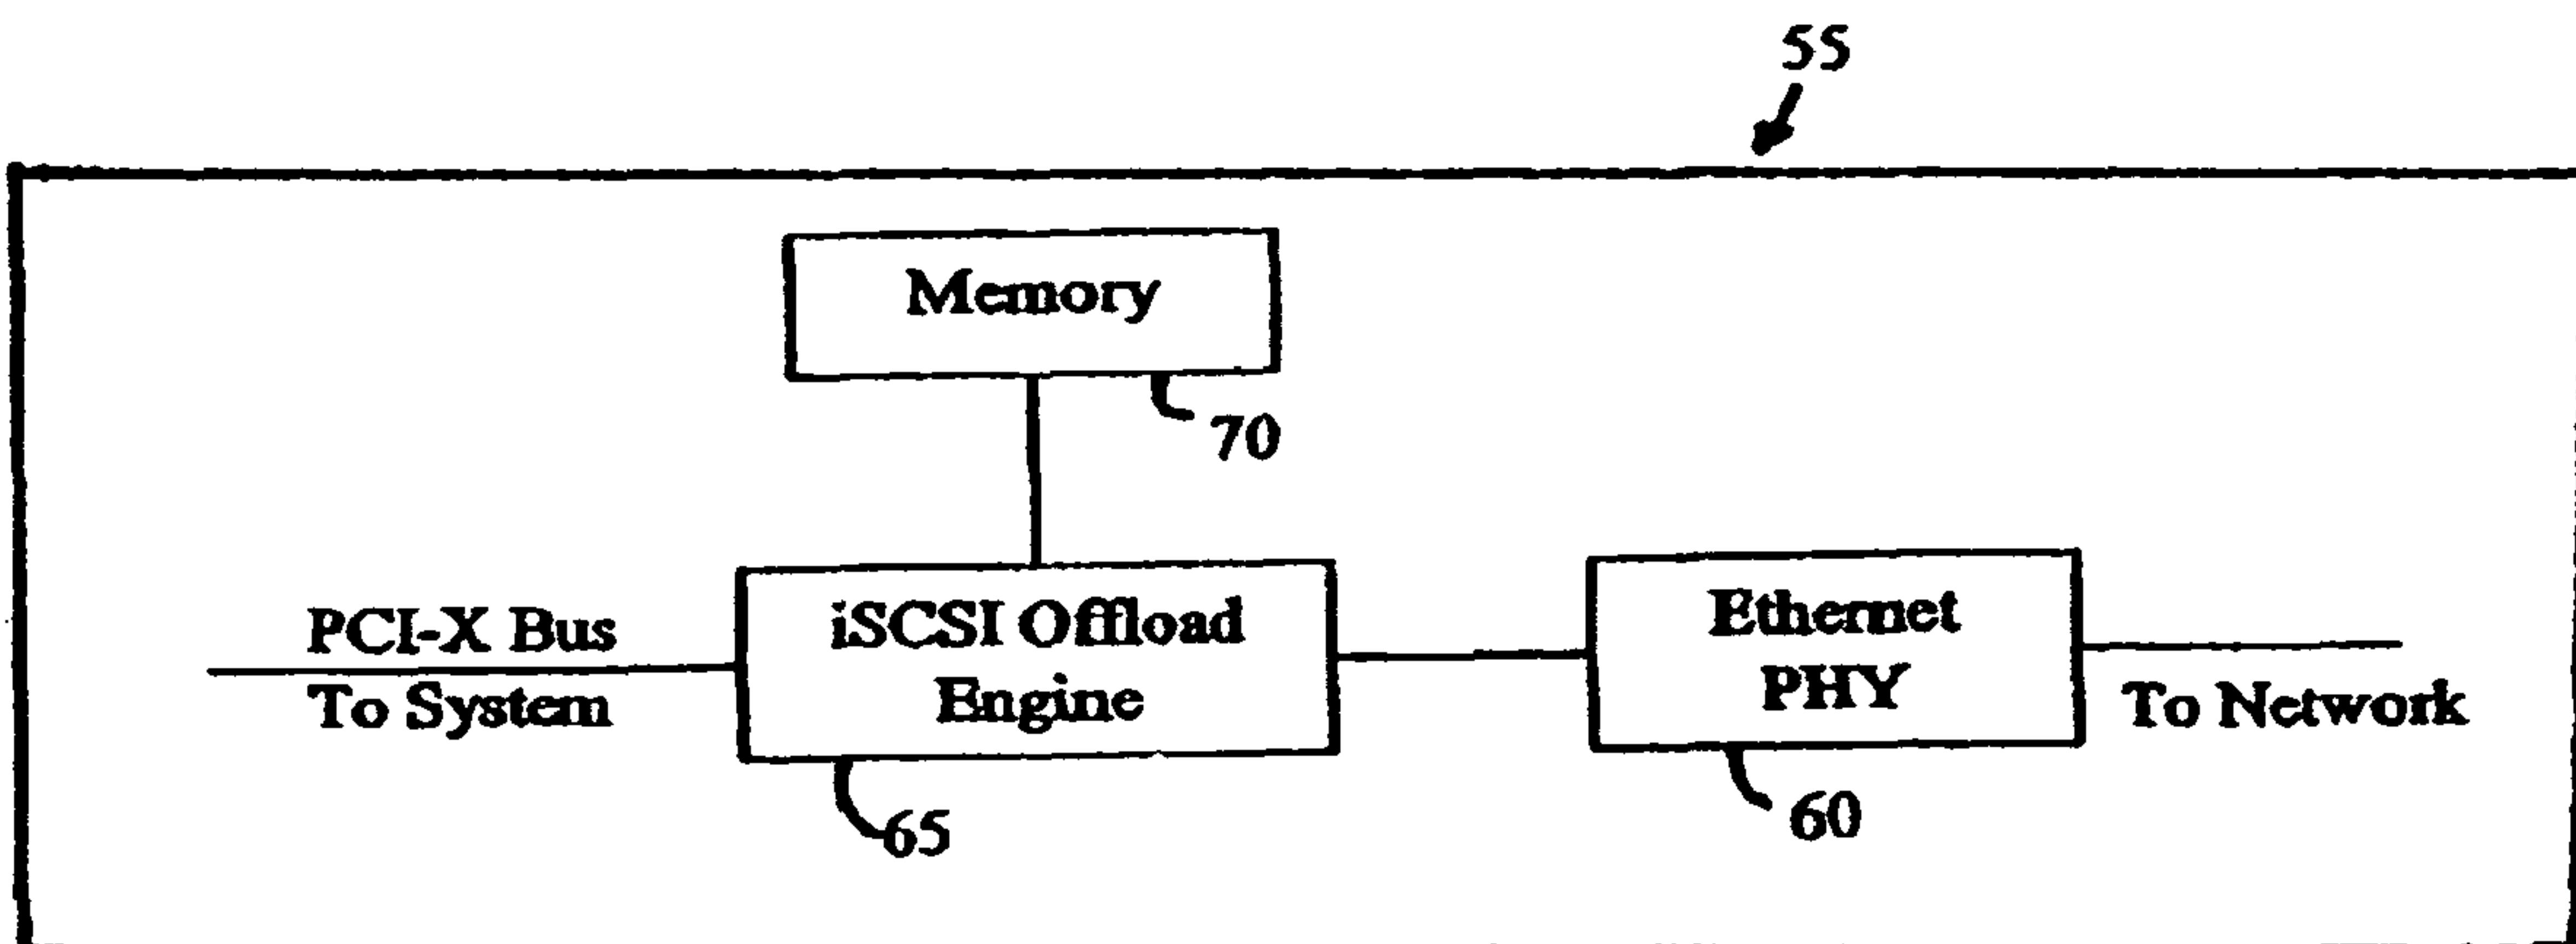 55
Memory
70
PCI-X Bus
To System
iSCSI Offload
Engine
65
Ethernet
PHY
60
To Network